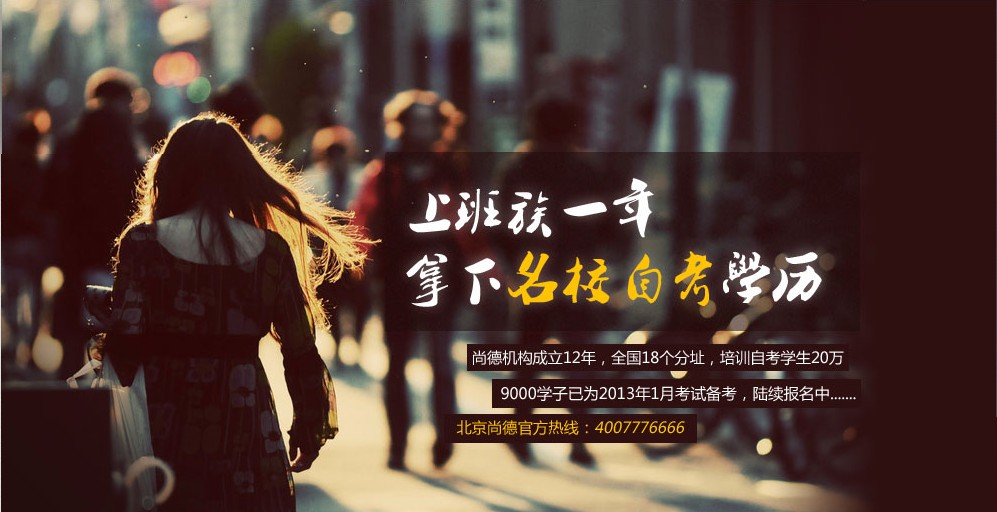 上班族一年
拿下名校自考學历
尚德机构成立12年，全国18个分址，培训自考学生20万
9000学子已为2013年1月考试备考，陆续报名中.......
北京尚德官方热线：4007776666